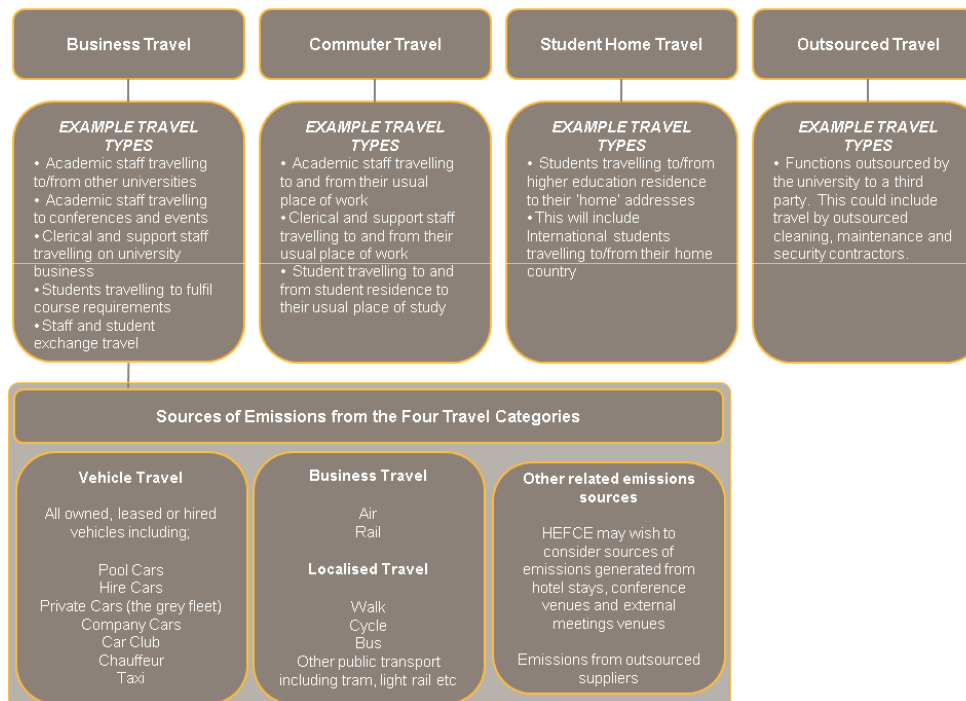 Business Travel
Commuter Travel
Student Home Travel
Outsourced Travel
EXAMPLE TRAVEL
TYPES
• Academic staff travelling
to/from other universities
• Academic staff travelling
to conferences and events
• Clerical and support staff
travelling on university
business
• Students travelling to fulfil
course requirements
• Staff and student
exchange travel
EXAMPLE TRAVEL
TYPES
• Academic staff travelling
to and from their usual
place of work
• Clerical and support staff
travelling to and from their
usual place of work
• Student travelling to and
from student residence to
their usual place of study
EXAMPLE TRAVEL
TYPES
• Students travelling to/from
higher education residence
to their 'home' addresses
• This will include
International students
travelling to/from their home
country
EXAMPLE TRAVEL
TYPES
• Functions outsourced by
the university to a third
party. This could include
travel by outsourced
cleaning, maintenance and
security contractors.
Sources of Emissions from the Four Travel Categories
Vehicle Travel
All owned, leased or hired
vehicles including;
Pool Cars
Hire Cars
Private Cars (the grey fleet)
Company Cars
Car Club
Chauffeur
Taxi
Business Travel
Air
Rail
Localised Travel
Walk
Cycle
Bus
Other public transport
including tram, light rail etc
Other related emissions
sources
HEFCE may wish to
consider sources of
emissions generated from
hotel stays, conference
venues and external
meetings venues
Emissions from outsourced
suppliers